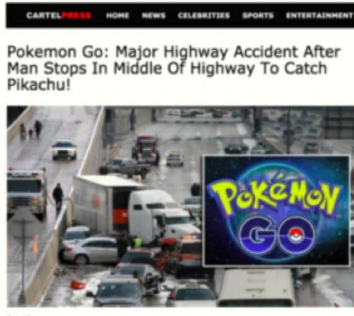 CARTELPRESS HOME NEWS CELEBRITIES SPORTS ENTERTAINMENT
Pokemon Go: Major Highway Accident After
Man Stops In Middle Of Highway To Catch
Pikachu!
POKÉMON
GO